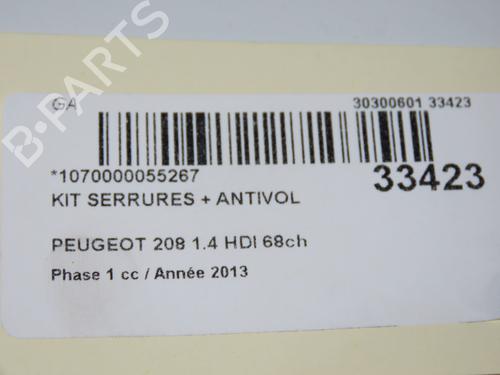 B-PARTS
GA
30300601 33423
*1070000055267
33423
KIT SERRURES + ANTIVOL
PEUGEOT 208 1.4 HDI 68ch
Phase 1 cc / Année 2013